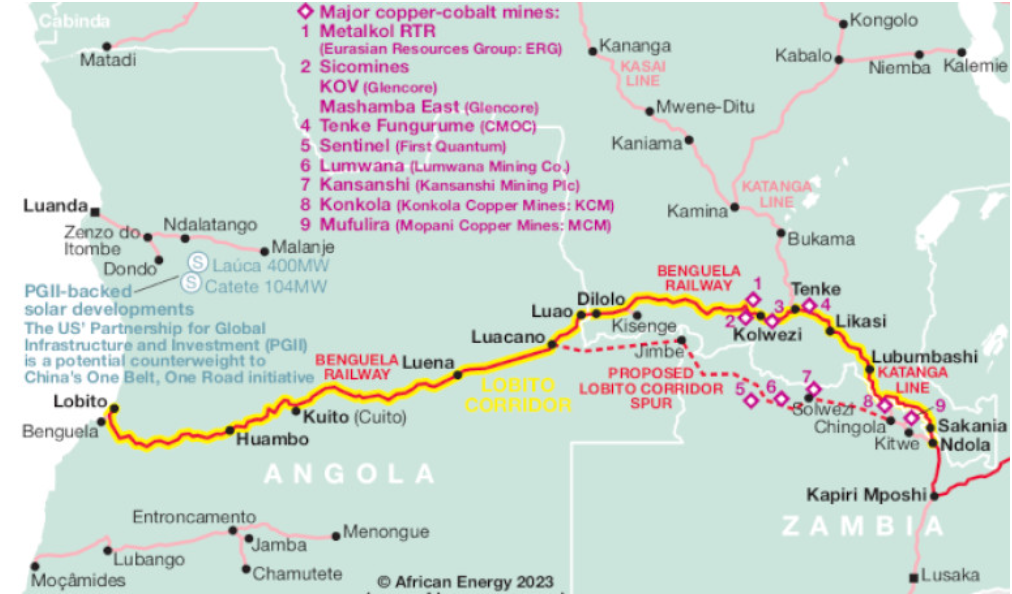 Cabinda
Matadi
Major copper-cobalt mines:
1 Metalkol RTR
(Eurasian Resources Group: ERG)
2 Sicomines
KOV (Glencore)
Mashamba East (Glencore)
4 Tenke Fungurume (CMOC)
5 Sentinel (First Quantum)
6 Lumwana (Lumwana Mining Co.)
7 Kansanshi (Kansanshi Mining Plc)
8 Konkola (Konkola Copper Mines: KCM)
9 Mufulira (Mopani Copper Mines: MCM)
Kananga
KASAI
LINE
Mwene-Ditu
Kaniama
Kamina
Kongolo
Kabalo
Niemba
Kalemie
KATANGA
LINE
Bukama
Luanda
Zenzo do
Itombe
Ndalatango
Malanje
Dondo
S Laúca 400MW
S Catete 104MW
PGII-backed
solar developments
The US' Partnership for Global
Infrastructure and Investment (PGII)
is a potential counterweight to
China's One Belt, One Road initiative
BENGUELA
RAILWAY
1
Tenke
Dilolo
Luao
2
3
4
Kisenge
Kolwezi
Likasi
Luacano
Jimbe
Lubumbashi
BENGUELA
RAILWAY
Luena
LOBITO
CORRIDOR
PROPOSED
LOBITO CORRIDOR
SPUR
KATANGA
LINE
5
6
7
8
9
Solwezi
Chingola
Kitwe
Sakania
Ndola
Lobito
Benguela
Kuito (Cuito)
Huambo
ANGOLA
Kapiri Mposhi
ZAMBIA
Entroncamento
Menongue
Jamba
Lubango
Chamutete
Moçâmides
Lusaka
© African Energy 2023